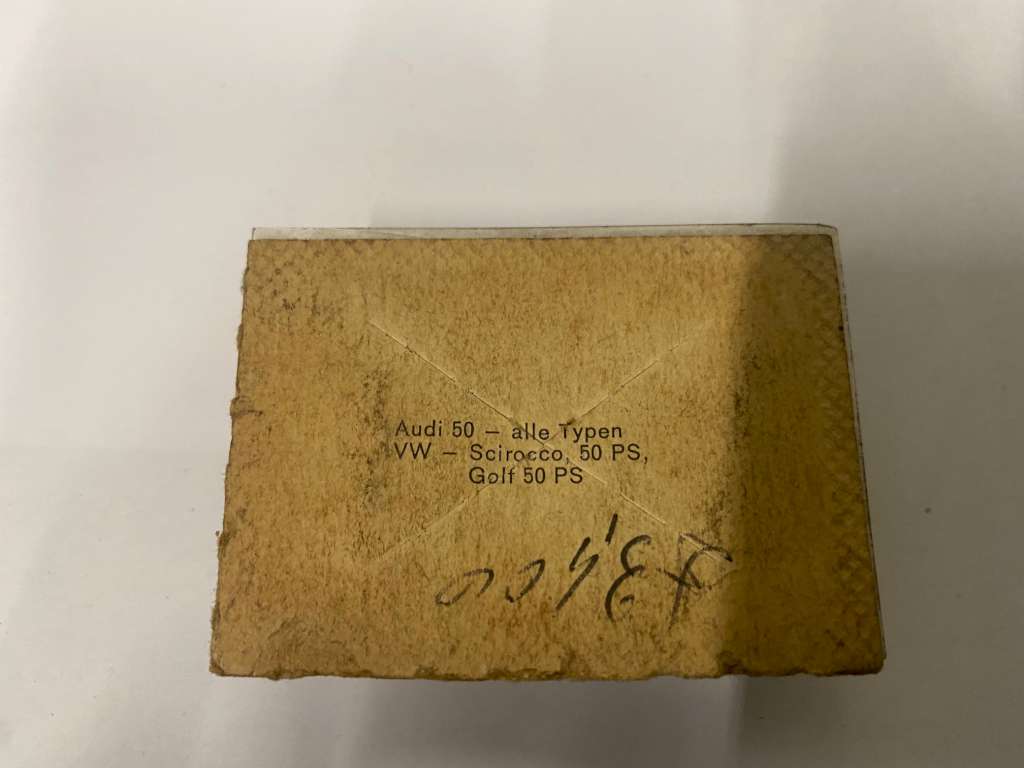 Audi 50 – alle Typen
VW – Scirocco, 50 PS,
Golf 50 PS